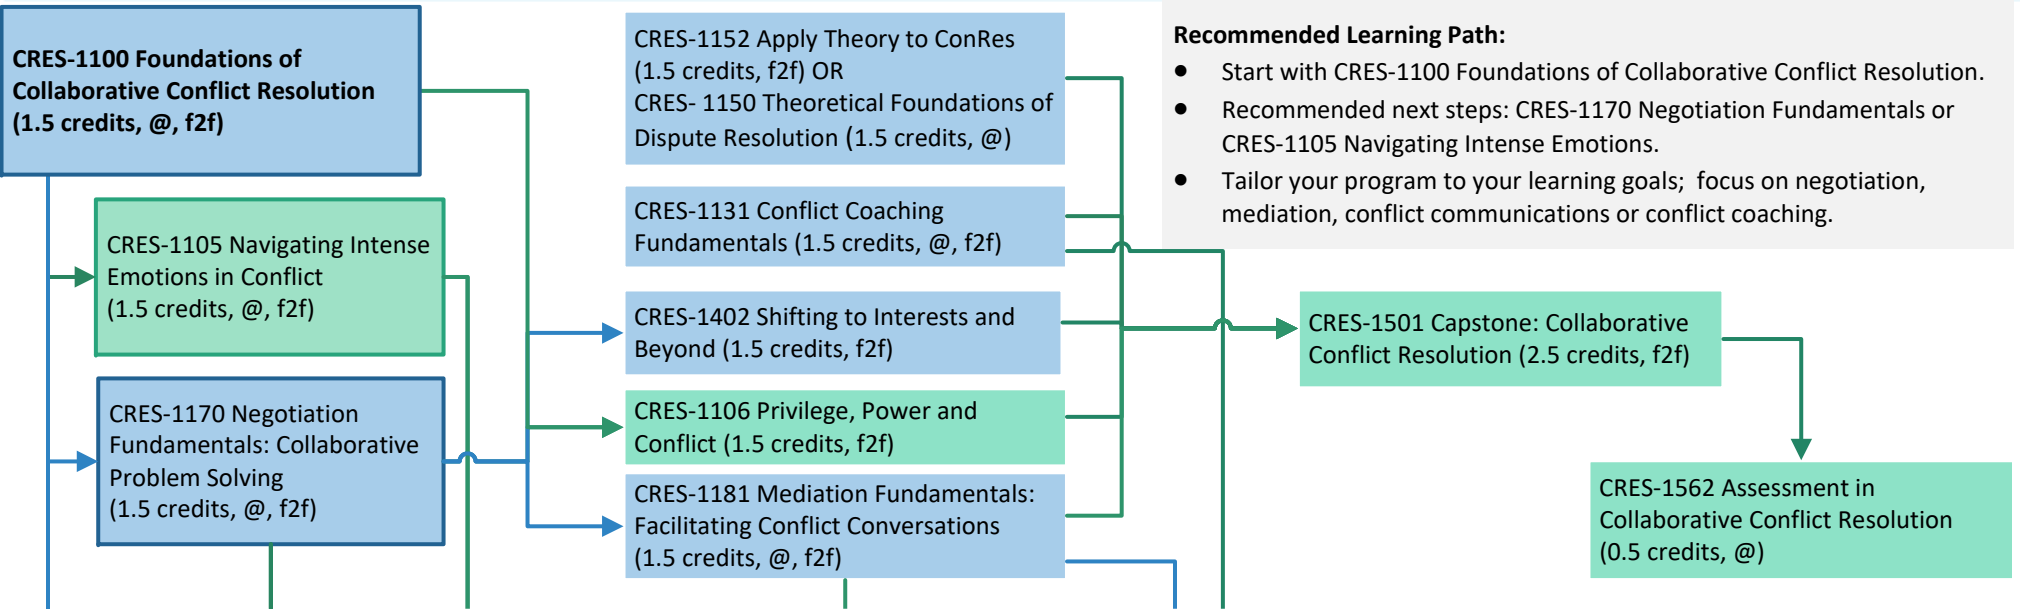 CRES-1100 Foundations of
Collaborative Conflict Resolution
(1.5 credits, @, f2f)
CRES-1105 Navigating Intense
Emotions in Conflict
(1.5 credits, @, f2f)
CRES-1170 Negotiation
Fundamentals: Collaborative
Problem Solving
(1.5 credits, @, f2f)
CRES-1152 Apply Theory to ConRes
(1.5 credits, f2f) OR
CRES- 1150 Theoretical Foundations of
Dispute Resolution (1.5 credits, @)
CRES-1131 Conflict Coaching
Fundamentals (1.5 credits, @, f2f)
CRES-1402 Shifting to Interests and
Beyond (1.5 credits, f2f)
CRES-1106 Privilege, Power and
Conflict (1.5 credits, f2f)
CRES-1181 Mediation Fundamentals:
Facilitating Conflict Conversations
(1.5 credits, @, f2f)
Recommended Learning Path:
● Start with CRES-1100 Foundations of Collaborative Conflict Resolution.
● Recommended next steps: CRES-1170 Negotiation Fundamentals or
CRES-1105 Navigating Intense Emotions.
● Tailor your program to your learning goals; focus on negotiation,
mediation, conflict communications or conflict coaching.
CRES-1501 Capstone: Collaborative
Conflict Resolution (2.5 credits, f2f)
CRES-1562 Assessment in
Collaborative Conflict Resolution
(0.5 credits, @)